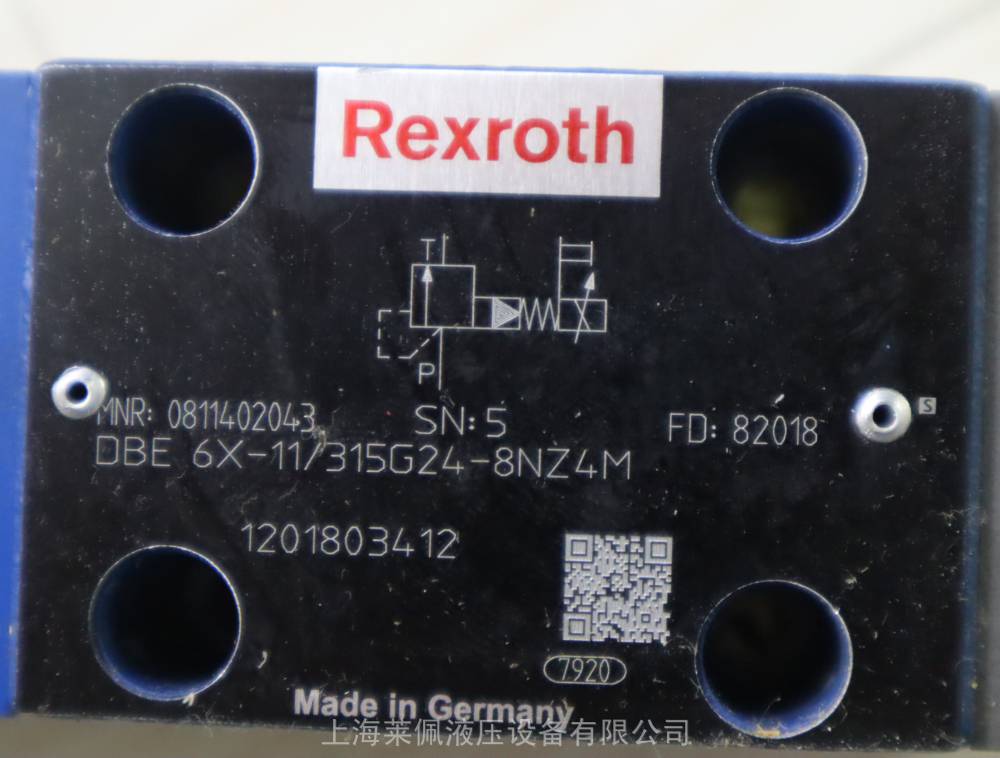 Rexroth
T
P
MNR: 0811402043 SN: 5 FD: 82018
S
DBE 6X-11/315G24-8NZ4M
1201803412
7920
Made in Germany
上海莱佩液压设备有限公司